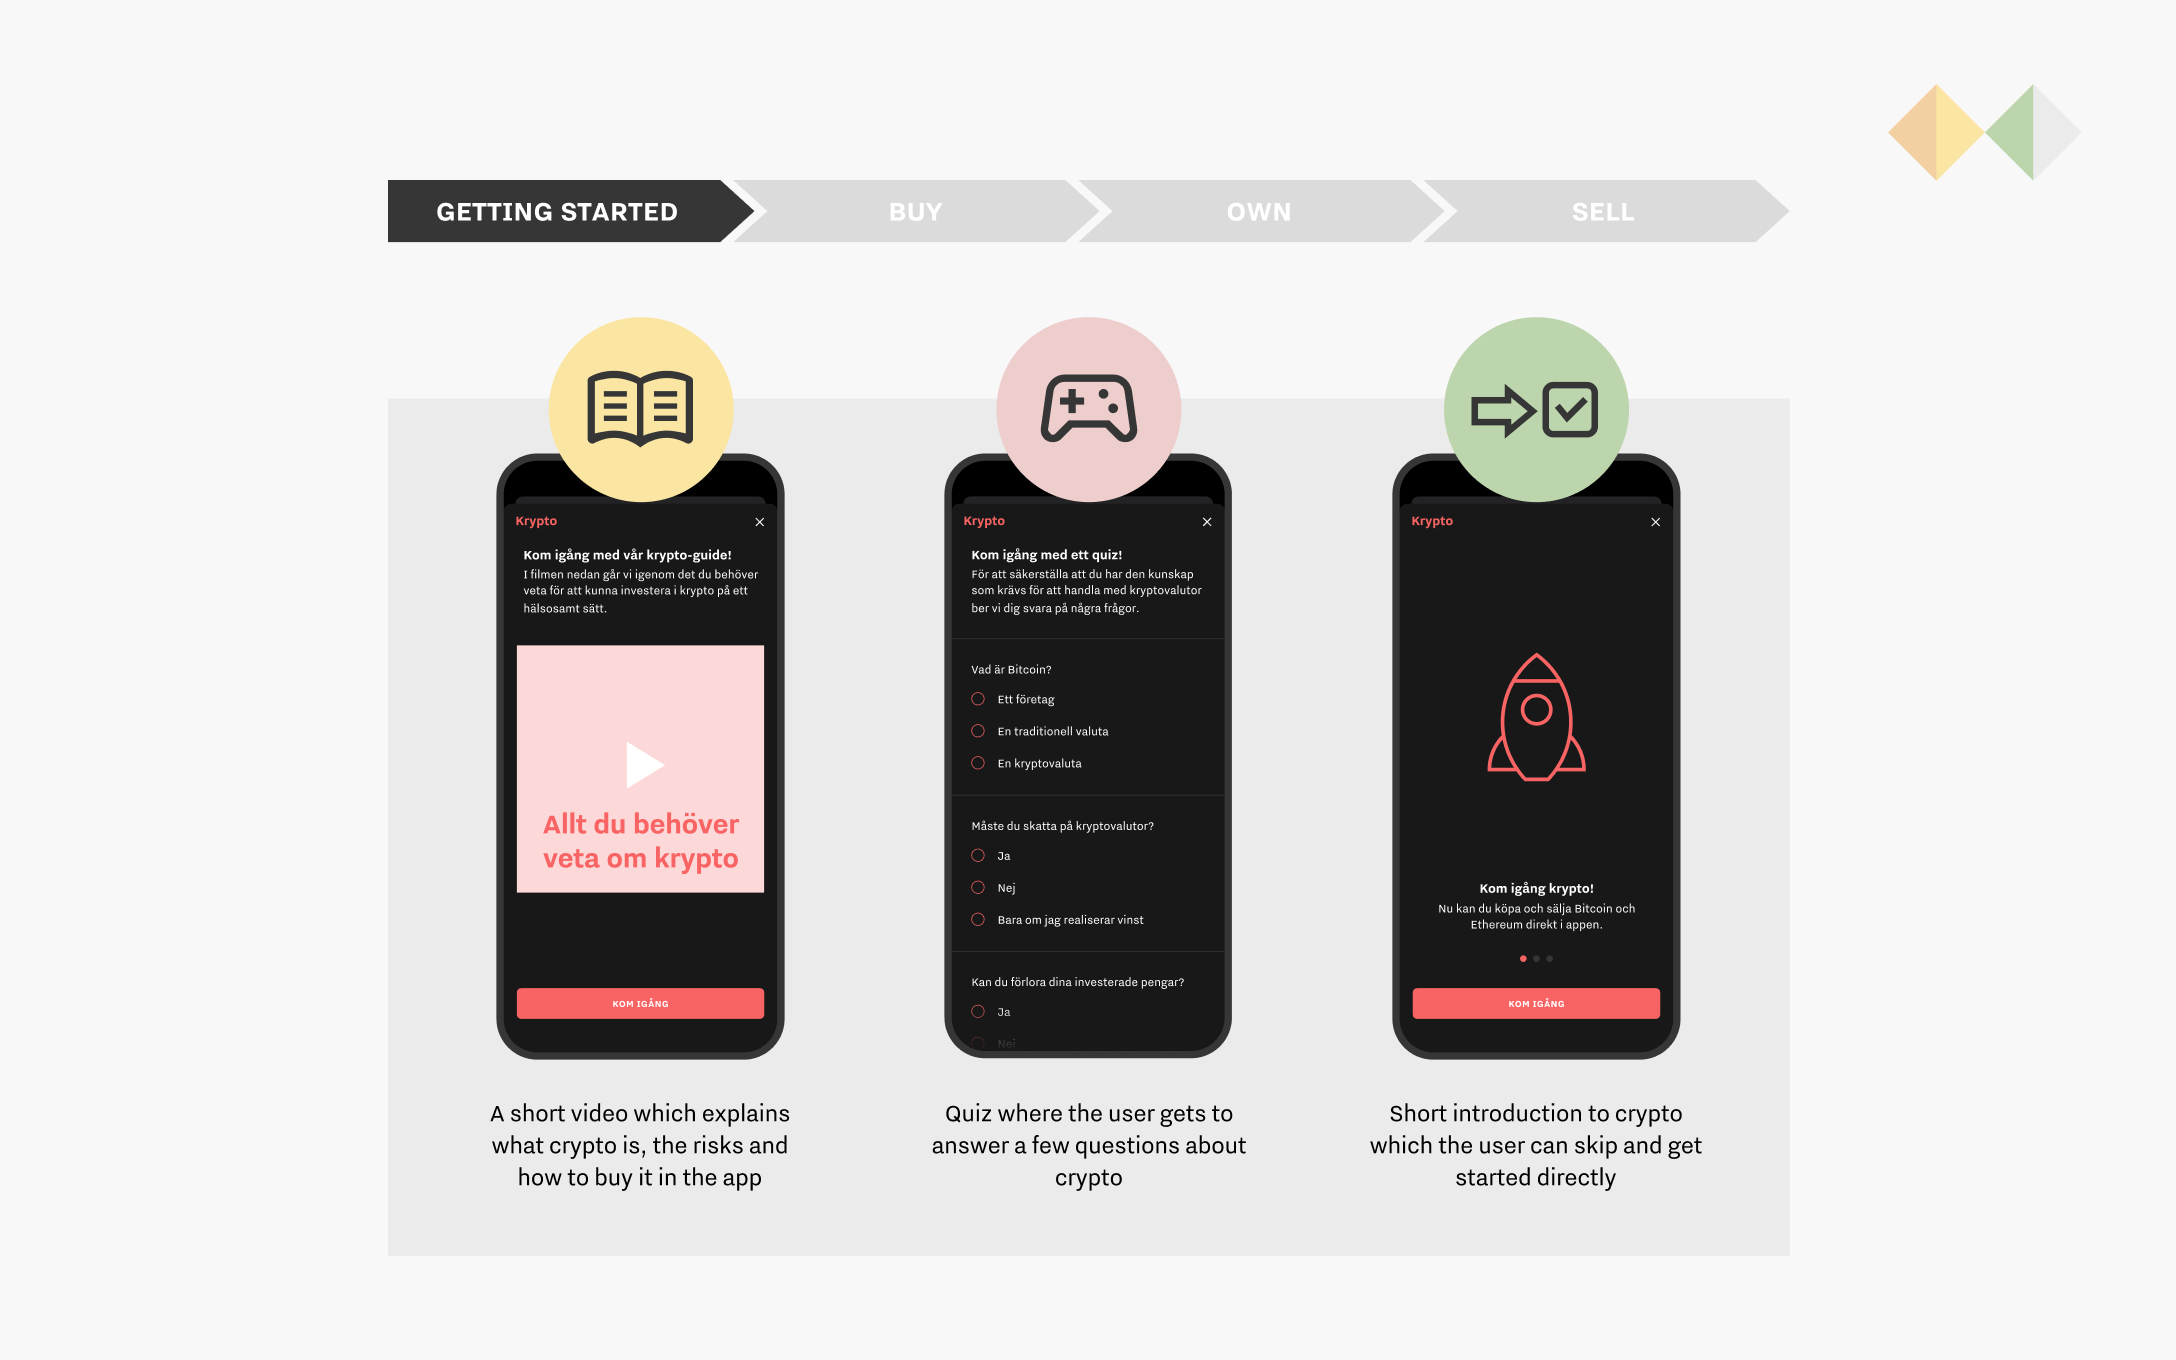 GETTING STARTED
BUY
OWN
SELL
Krypto
Kom igång med vår krypto-guide!
I filmen nedan går vi igenom det du behöver
veta för att kunna investera i krypto på ett
hälsosamt sätt.
Allt du behöver
veta om krypto
KOM IGÅNG
A short video which explains
what crypto is, the risks and
how to buy it in the app
Krypto
Kom igång med ett quiz!
För att säkerställa att du har den kunskap
som krävs för att handla med kryptovalutor
ber vi dig svara på några frågor.
Vad är Bitcoin?
Ett företag
En traditionell valuta
En kryptovaluta
Måste du skatta på kryptovalutor?
Ja
Nej
Bara om jag realiserar vinst
Kan du förlora dina investerade pengar?
Ja
Nej
Quiz where the user gets to
answer a few questions about
crypto
Krypto
Kom igång krypto!
Nu kan du köpa och sälja Bitcoin och
Ethereum direkt i appen.
KOM IGÅNG
Short introduction to crypto
which the user can skip and get
started directly